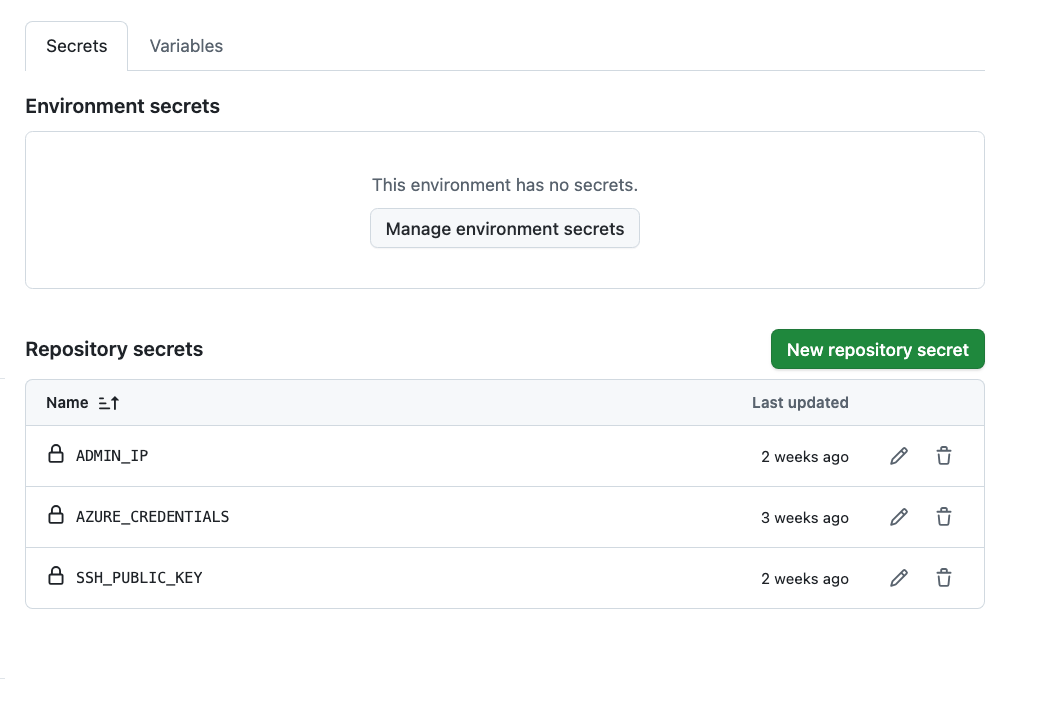 Secrets
Variables
Environment secrets
This environment has no secrets.
Manage environment secrets
Repository secrets
New repository secret
Name
Last updated
ADMIN_IP
2 weeks ago
AZURE_CREDENTIALS
3 weeks ago
SSH_PUBLIC_KEY
2 weeks ago